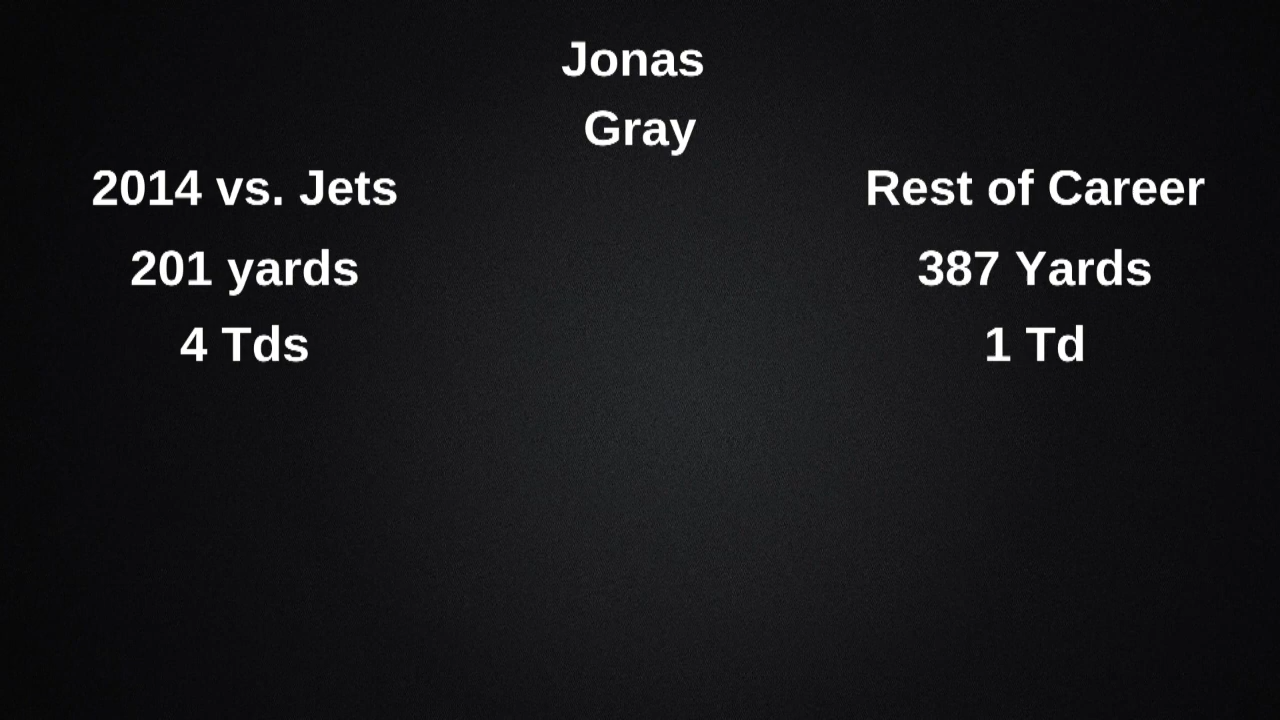 Jonas
Gray
2014 vs. Jets
201 yards
4 Tds
Rest of Career
387 Yards
1 Td